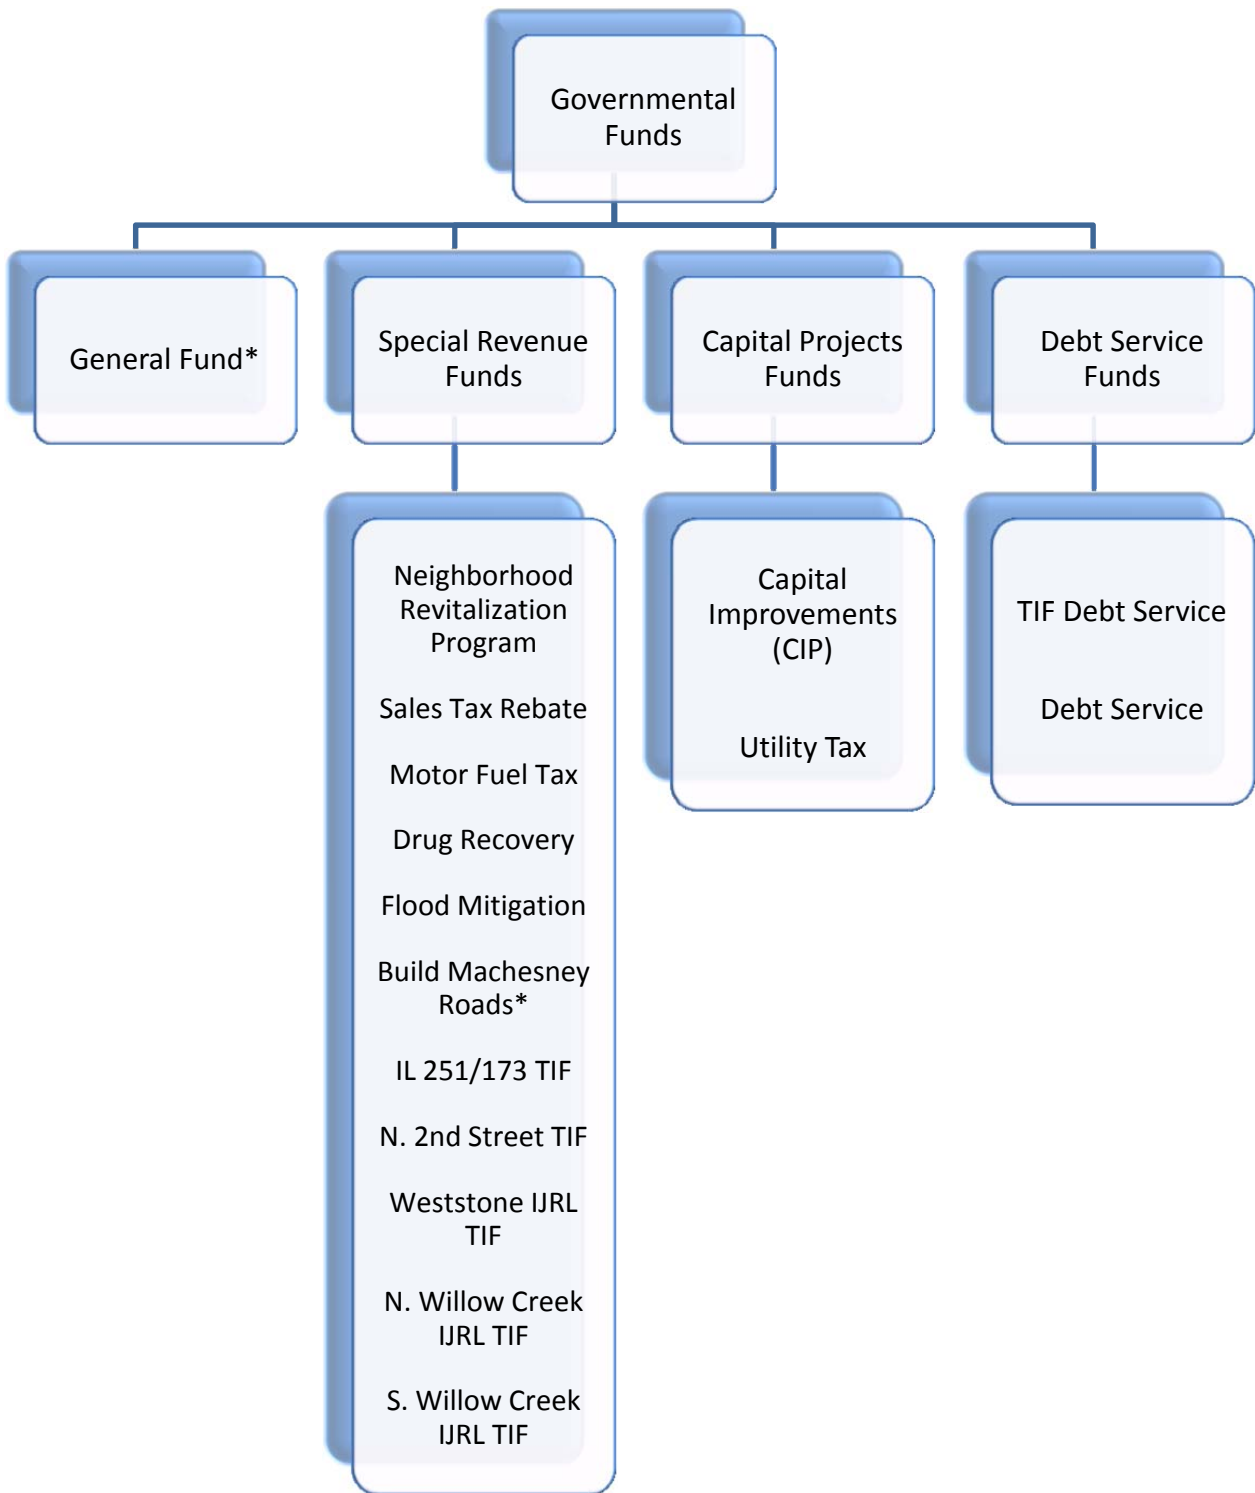 Governmental
Funds
General Fund*
Special Revenue
Funds
Capital Projects
Funds
Debt Service
Funds
Neighborhood
Revitalization
Program
Sales Tax Rebate
Motor Fuel Tax
Drug Recovery
Flood Mitigation
Build Machesney
Roads*
IL 251/173 TIF
N. 2nd Street TIF
Weststone IJRL
TIF
N. Willow Creek
IJRL TIF
S. Willow Creek
IJRL TIF
Capital
Improvements
(CIP)
Utility Tax
TIF Debt Service
Debt Service